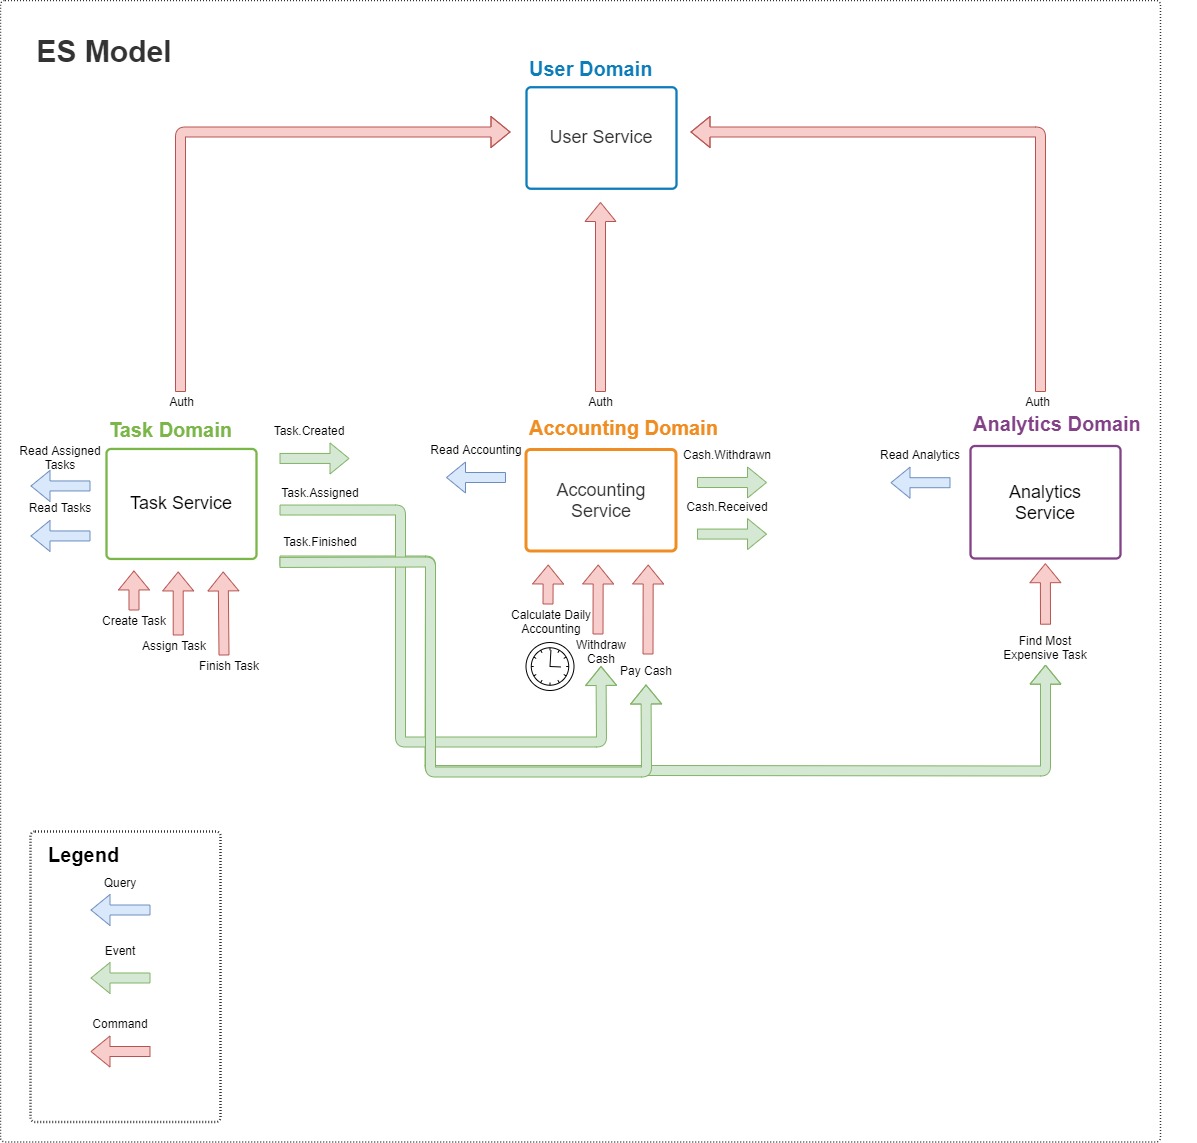 ES Model
User Domain
User Service
Auth
Auth
Auth
Task Domain
Read Assigned
Tasks
Read Tasks
Task Service
Task.Created
Task.Assigned
Task.Finished
Create Task
Assign Task
Finish Task
Accounting Domain
Read Accounting
Accounting
Service
Cash.Withdrawn
Cash.Received
Calculate Daily
Accounting
Withdraw
Cash
Pay Cash
Analytics Domain
Read Analytics
Analytics
Service
Find Most
Expensive Task
Legend
Query
Event
Command